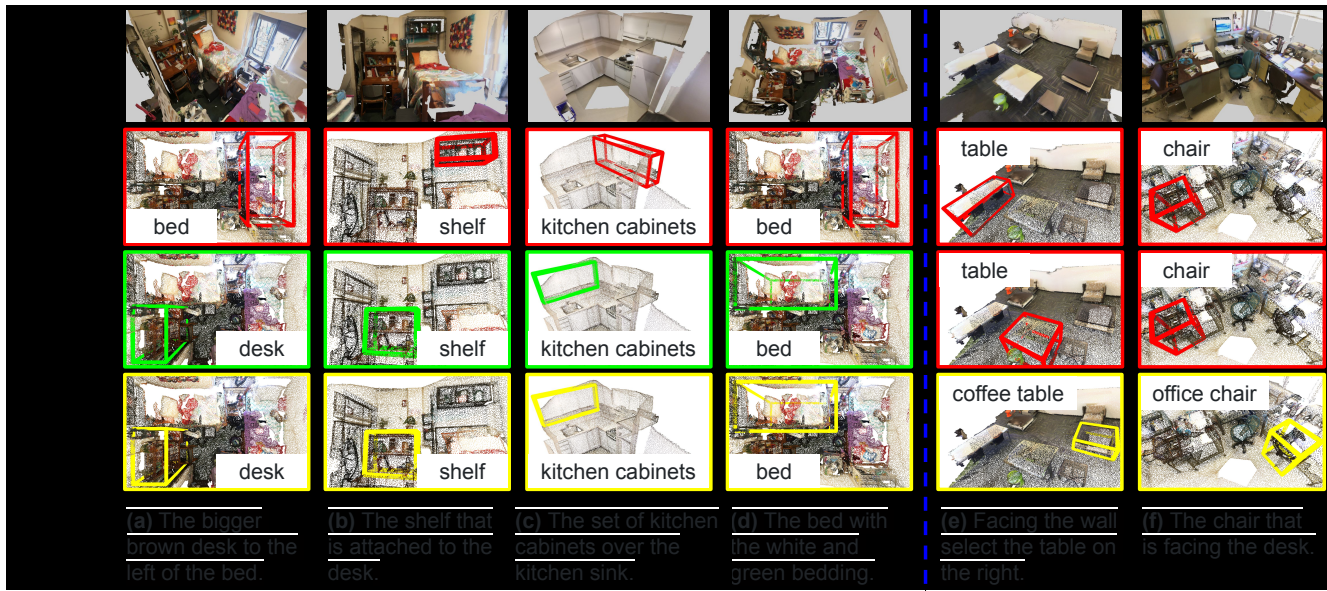 table
chair
bed
shelf
kitchen cabinets
bed
table
chair
desk
shelf
kitchen cabinets
bed
coffee table
office chair
desk
shelf
kitchen cabinets
bed
(a) The bigger
brown desk to the
left of the bed.
(b) The shelf that
is attached to the
desk.
(c) The set of kitchen
cabinets over the
kitchen sink.
(d) The bed with
the white and
green bedding.
(e) Facing the wall
select the table on
the right.
(f) The chair that
is facing the desk.